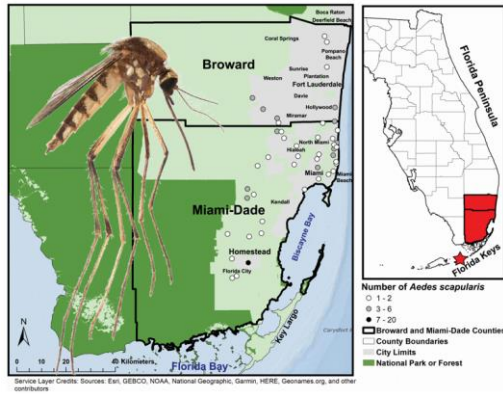 Boca Raton
Deerfield Beach
Coral Springs
Pompano
Beach
Broward
Sunrise
Plantation
Weston
Fort Lauderdale
Davie
Hollywood
Miramar
North Miami
Hialeah
Miami
Miami
Beach
Kendall
Miami-Dade
Biscayne Bay
Homestead
Florida City
Key Largo
N
0
20
40 Kilometers
Florida Bay
Service Layer Credits: Sources: Esri, GEBCO, NOAA, National Geographic, Garmin, HERE, Geonames.org, and other
contributors
Florida Peninsula
Florida Keys
Number of Aedes scapularis
1 - 2
3 - 6
7 - 20
Broward and Miami-Dade Counties
County Boundaries
City Limits
National Park or Forest